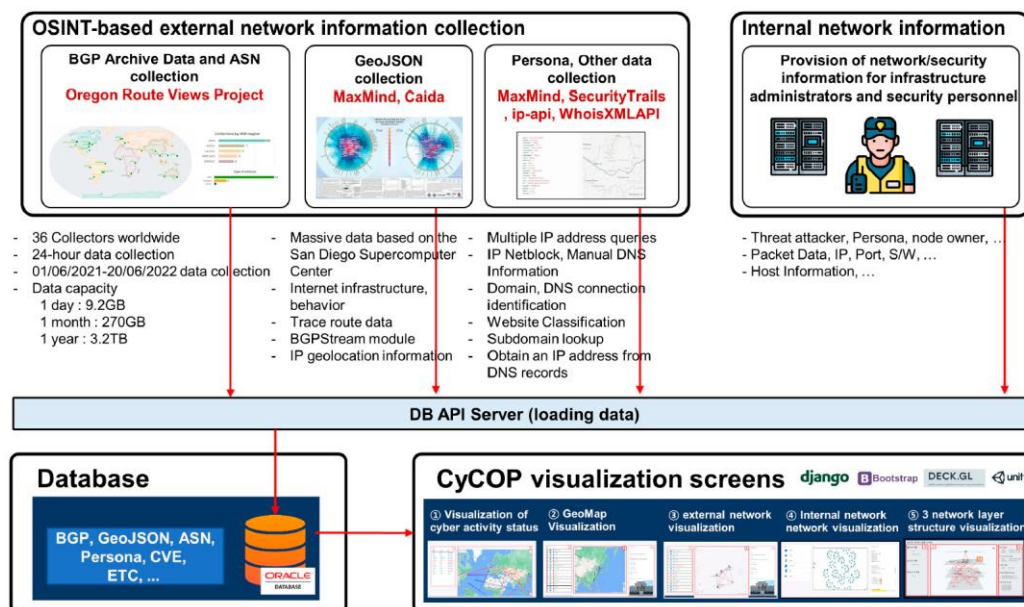 OSINT-based external network information collection
BGP Archive Data and ASN
collection
Oregon Route Views Project
GeoJSON
collection
MaxMind, Caida
Persona, Other data
collection
MaxMind, SecurityTrails
, ip-api, WhoisXMLAPI
Internal network information
Provision of network/security
information for infrastructure
administrators and security personnel
- 36 Collectors worldwide
- 24-hour data collection
- 01/06/2021-20/06/2022 data collection
- Data capacity
1 day : 9.2GB
1 month : 270GB
1 year : 3.2TB
- Massive data based on the
San Diego Supercomputer
Center
- Internet infrastructure,
behavior
- Trace route data
- BGPStream module
- IP geolocation information
- Multiple IP address queries
- IP Netblock, Manual DNS
Information
- Domain, DNS connection
identification
- Website Classification
- Subdomain lookup
- Obtain an IP address from
DNS records
- Threat attacker, Persona, node owner, …
- Packet Data, IP, Port, S/W, …
- Host Information, …
DB API Server (loading data)
Database
BGP, GeoJSON, ASN,
Persona, CVE,
ETC, ...
ORACLE
DATABASE
CyCOP visualization screens
django
B Bootstrap
DECK.GL
unit
① Visualization of
cyber activity status
② GeoMap
Visualization
③ external network
visualization
④ Internal network
network visualization
⑤ 3 network layer
structure visualization